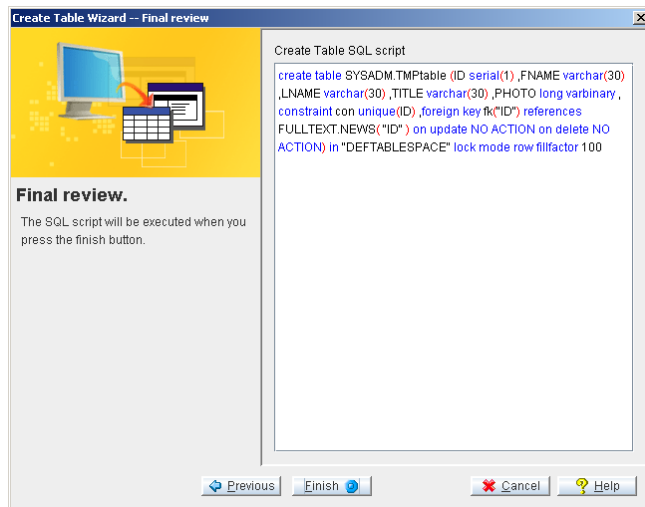 Create Table Wizard -- Final review
Create Table SQL script
create table SYSADM.TMPtable (ID serial(1) ,FNAME varchar(30)
,LNAME varchar(30) ,TITLE varchar(30) ,PHOTO long varbinary ,
constraint con unique(ID) ,foreign key fk("ID") references
FULLTEXT.NEWS( "ID" ) on update NO ACTION on delete NO
ACTION) in "DEFTABLESPACE" lock mode row fillfactor 100
Final review.
The SQL script will be executed when you
press the finish button.
Previous
Finish
Cancel
Help